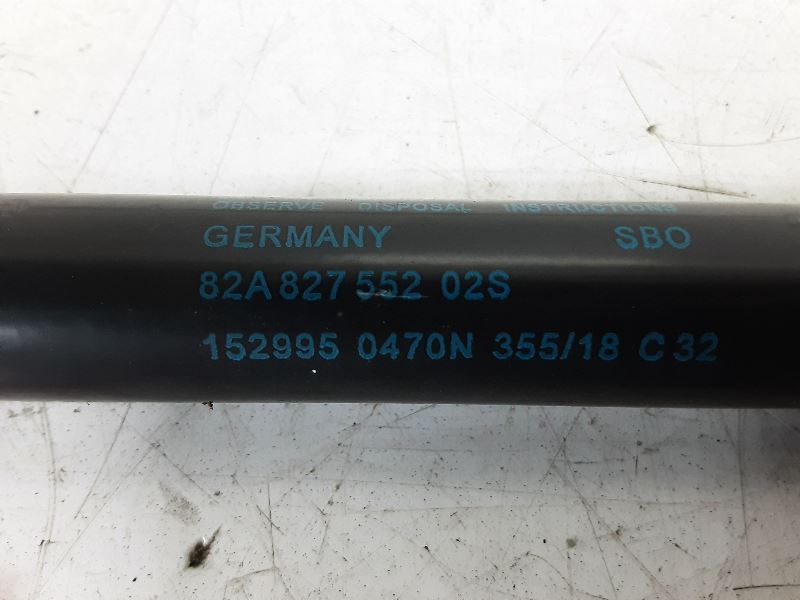 OBSERVE DISPOSAL INSTRUCTIONS
GERMANY SBO
82A 827 552 02S
152995 0470N 355/18 C 32